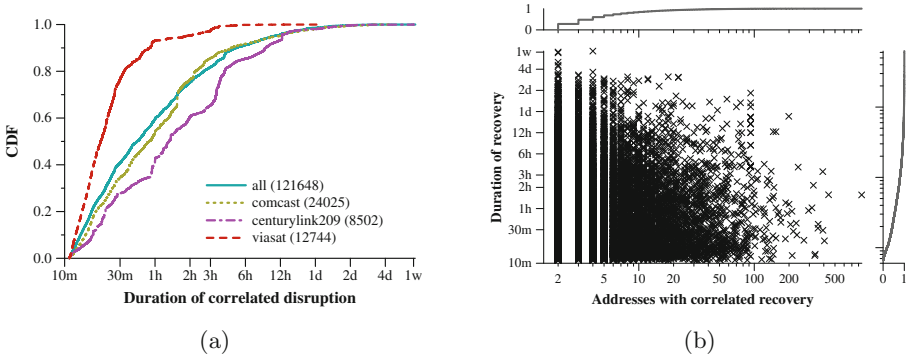 1.0
0.8
0.6
0.4
0.2
0.0
CDF
all (121648)
comcast (24025)
centurylink209 (8502)
viasat (12744)
10m 30m 1h 2h 3h 6h 12h 1d 2d 4d 1w
Duration of correlated disruption
(a)
1
0
1w
4d
2d
1d
12h
6h
3h
2h
1h
30m
10m
Duration of recovery
2 5 10 20 50 100 200 500
Addresses with correlated recovery
0 1
(b)